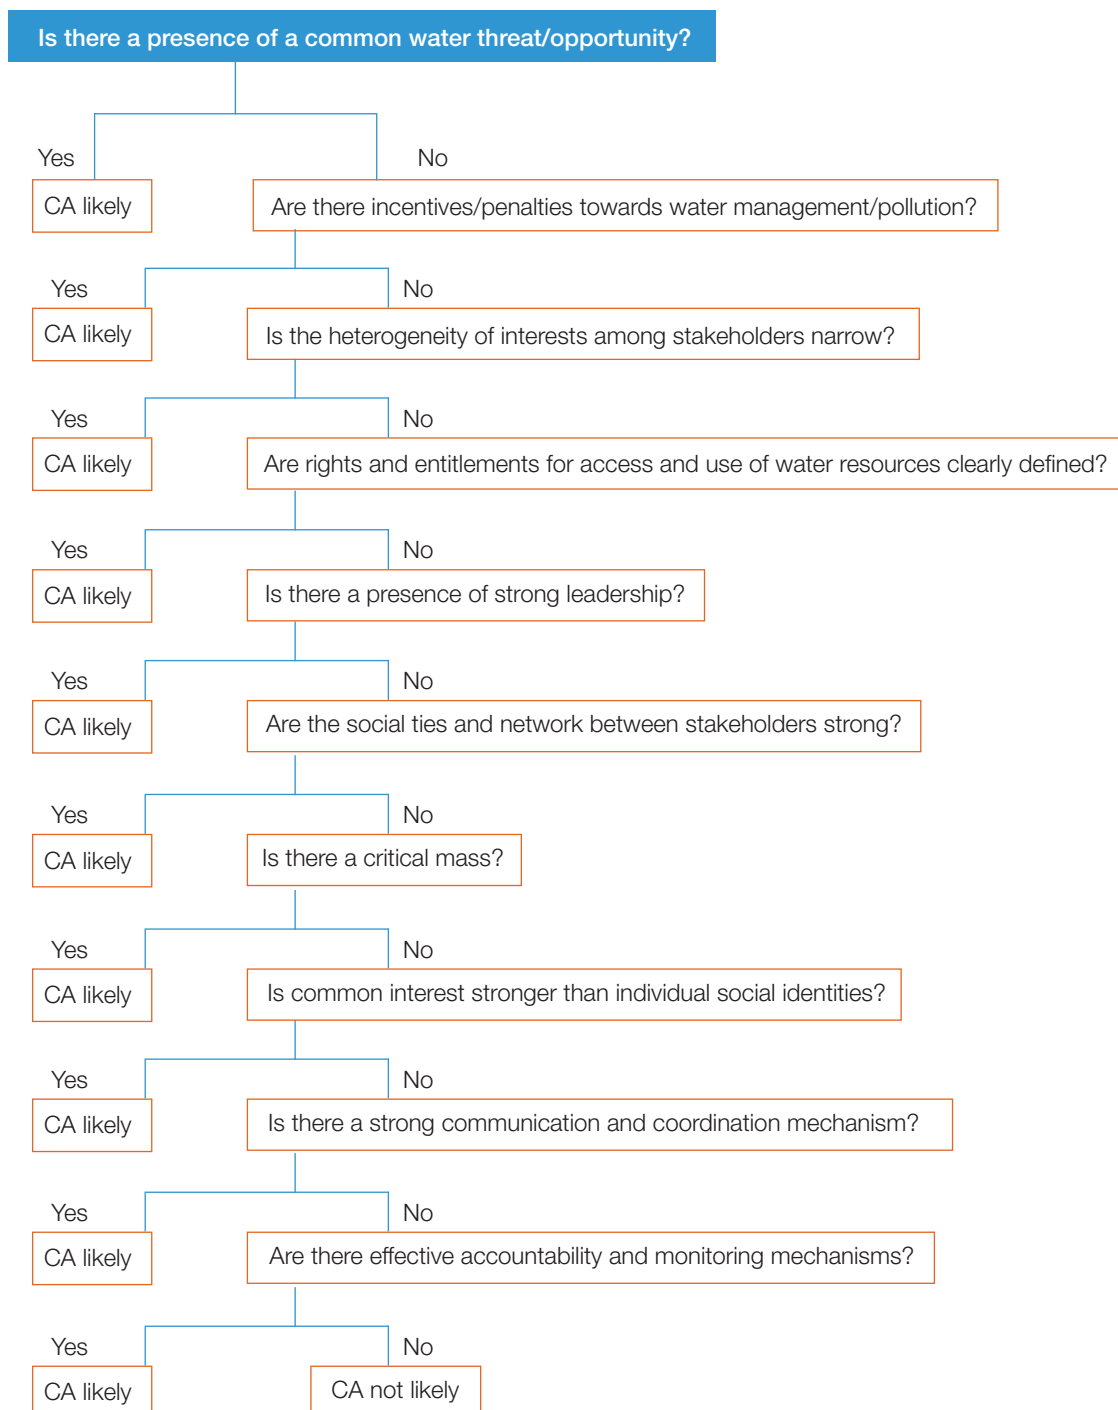 Is there a presence of a common water threat/opportunity?
Yes
No
CA likely
Are there incentives/penalties towards water management/pollution?
Yes
No
CA likely
Is the heterogeneity of interests among stakeholders narrow?
Yes
No
CA likely
Are rights and entitlements for access and use of water resources clearly defined?
Yes
No
CA likely
Is there a presence of strong leadership?
Yes
No
CA likely
Are the social ties and network between stakeholders strong?
Yes
No
CA likely
Is there a critical mass?
Yes
No
CA likely
Is common interest stronger than individual social identities?
Yes
No
CA likely
Is there a strong communication and coordination mechanism?
Yes
No
CA likely
Are there effective accountability and monitoring mechanisms?
Yes
No
CA likely
CA not likely